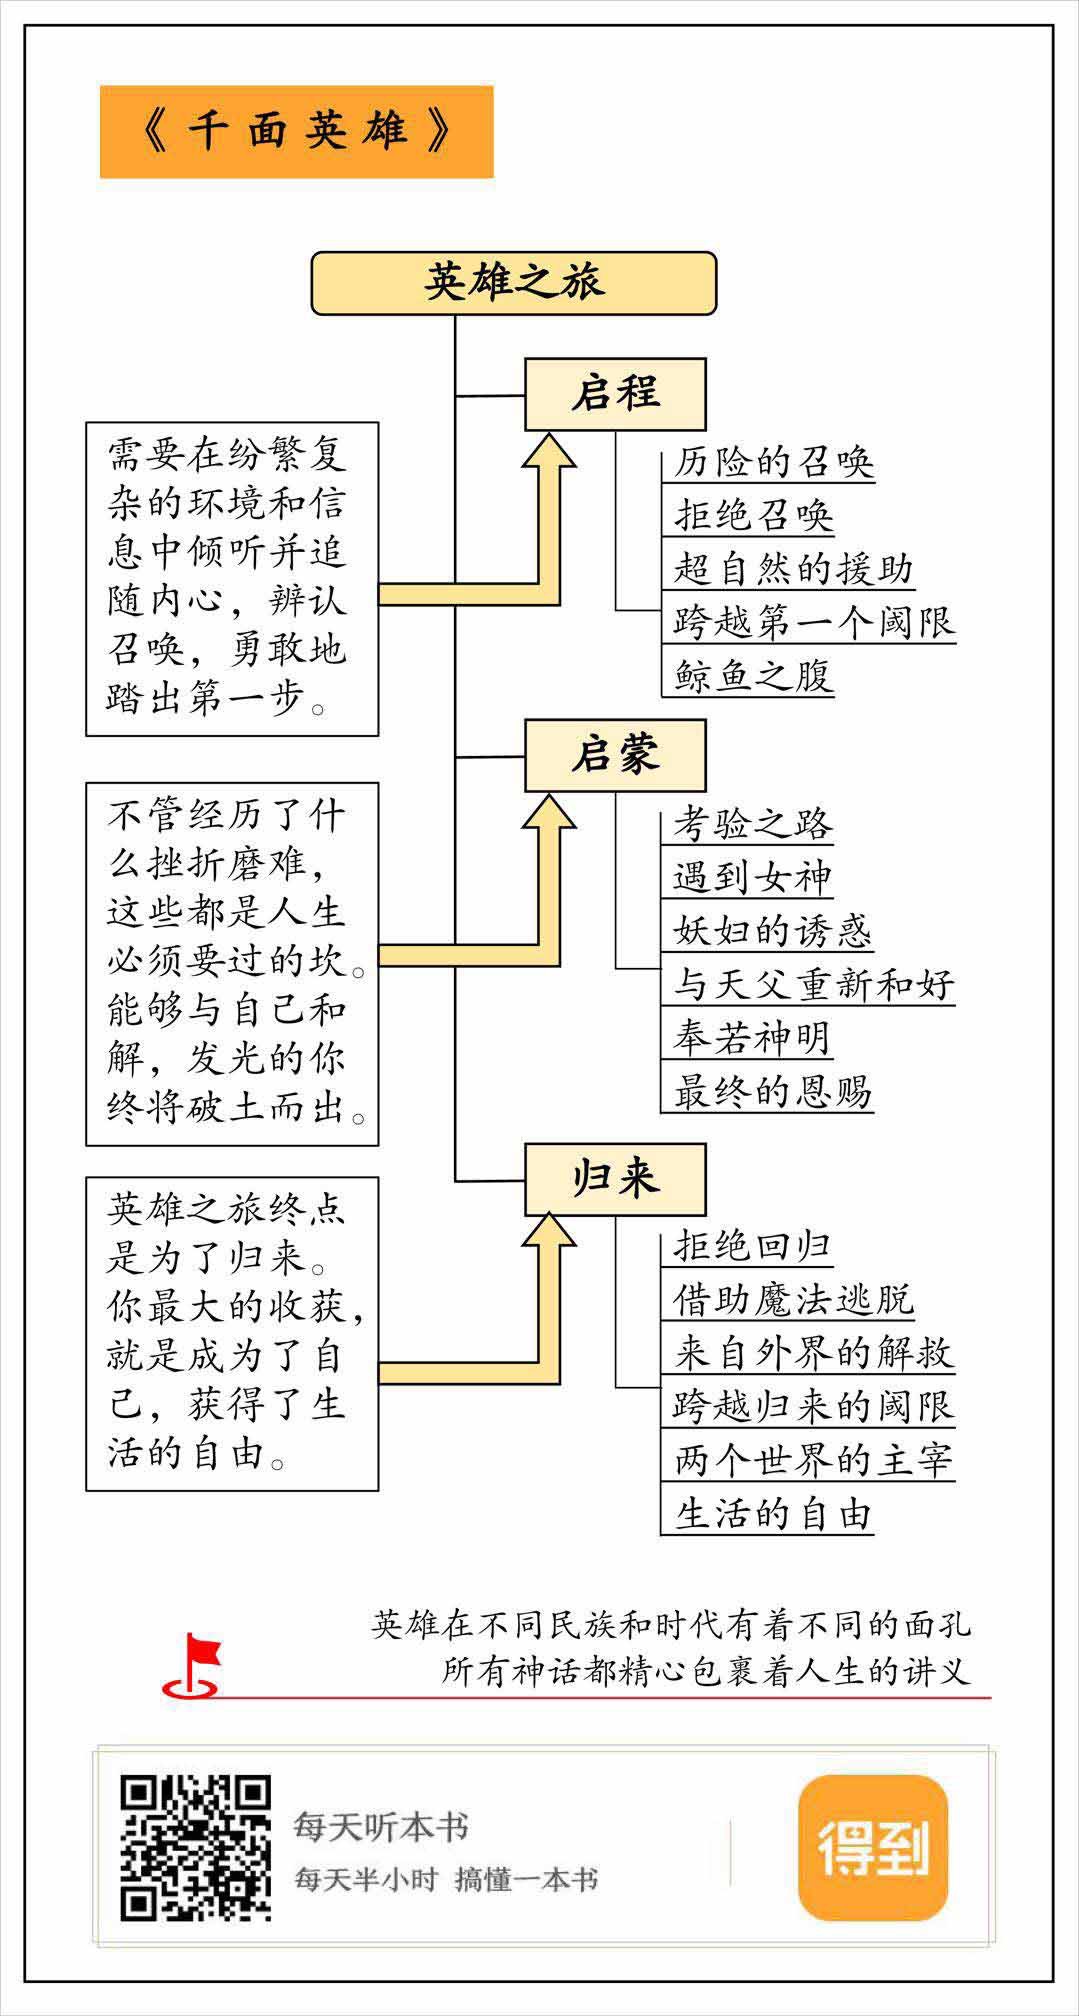 《千面英雄》
英雄之旅
启程
需要在纷繁复
杂的环境和信
息中倾听并追
随内心，辨认
召唤，勇敢地
踏出第一步。
历险的召唤
拒绝召唤
超自然的援助
跨越第一个阈限
鲸鱼之腹
启蒙
不管经历了什
么挫折磨难，
这些都是人生
必须要过的坎。
能够与自己和
解，发光的你
终将破土而出。
考验之路
遇到女神
妖妇的诱惑
与天父重新和好
奉若神明
最终的恩赐
归来
英雄之旅终点
是为了归来。
你最大的收获，
就是成为了自
己，获得了生
活的自由。
拒绝回归
借助魔法逃脱
来自外界的解救
跨越归来的阈限
两个世界的主宰
生活的自由
英雄在不同民族和时代有着不同的面孔
所有神话都精心包裹着人生的讲义
每天听本书
每天半小时 搞懂一本书
得到